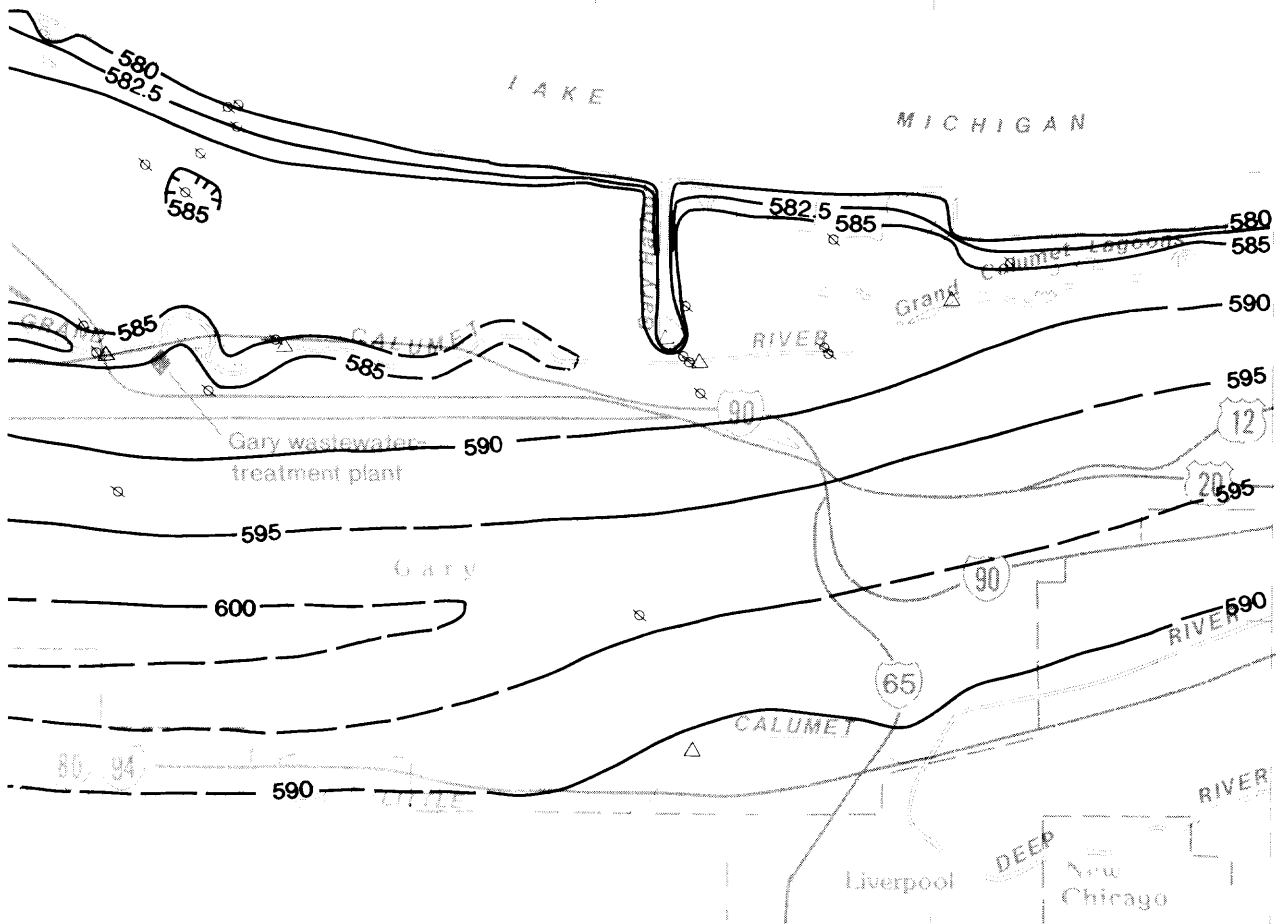 LAKE
MICHIGAN
580
582.5
585
582.5
585
580
585
Gary Harbor
Grand Calumet Lagoons
590
GRAND
585
CALUMET
585
RIVER
595
90
12
590
Gary wastewater-
treatment plant
20
595
595
Gary
90
600
590
RIVER
65
CALUMET
80 94
590
LITTLE
RIVER
DEEP
Liverpool
New
Chicago